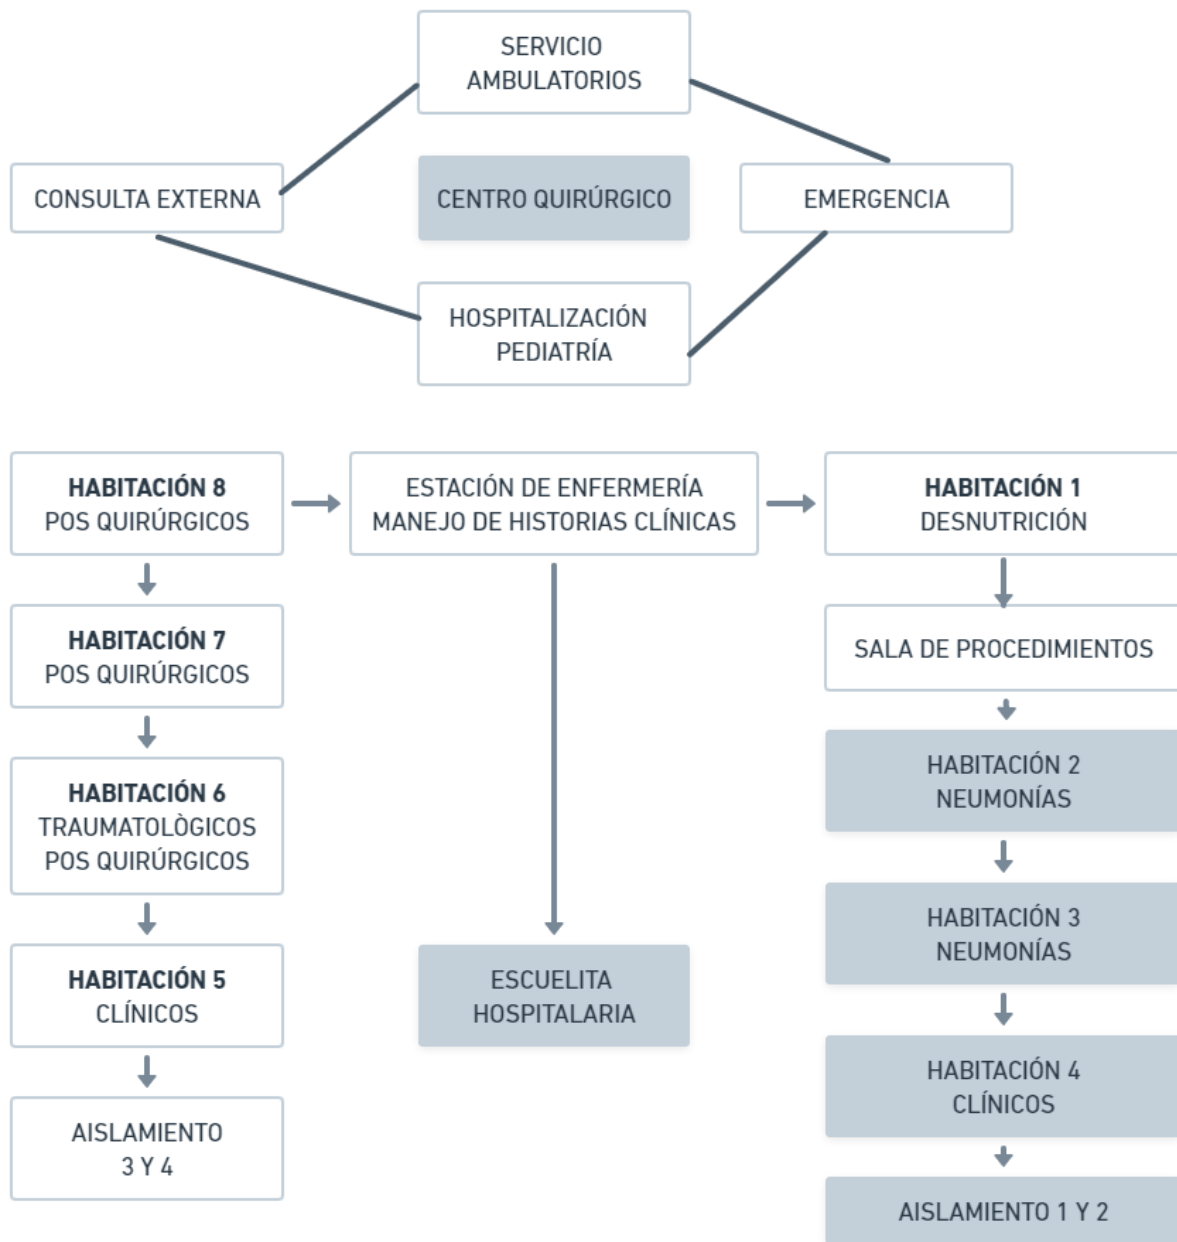 SERVICIO
AMBULATORIOS
CONSULTA EXTERNA
CENTRO QUIRÚRGICO
EMERGENCIA
HOSPITALIZACIÓN
PEDIATRÍA
HABITACIÓN 8
POS QUIRÚRGICOS
ESTACIÓN DE ENFERMERÍA
MANEJO DE HISTORIAS CLÍNICAS
HABITACIÓN 1
DESNUTRICIÓN
HABITACIÓN 7
POS QUIRÚRGICOS
SALA DE PROCEDIMIENTOS
HABITACIÓN 6
TRAUMATOLÒGICOS
POS QUIRÚRGICOS
HABITACIÓN 2
NEUMONÍAS
HABITACIÓN 3
NEUMONÍAS
HABITACIÓN 5
CLÍNICOS
ESCUELITA
HOSPITALARIA
HABITACIÓN 4
CLÍNICOS
AISLAMIENTO
3 Y 4
AISLAMIENTO 1 Y 2